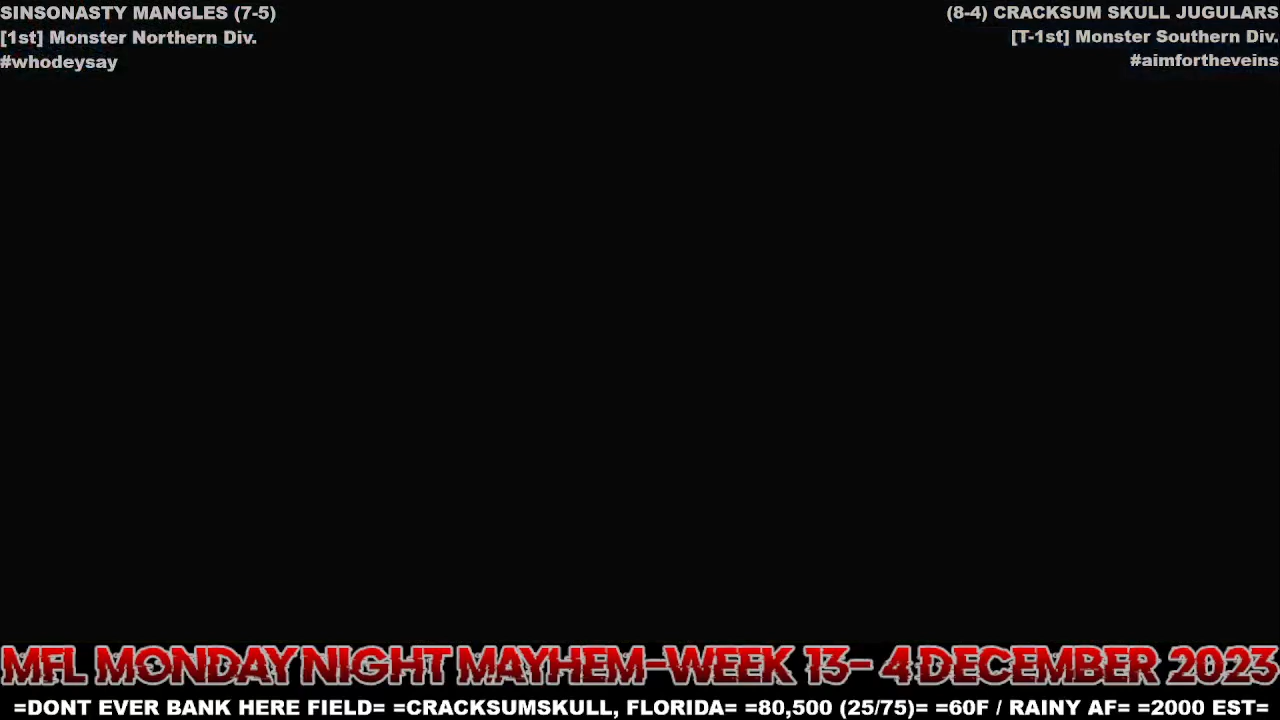 SINSONASTY MANGLES (7-5)
[1st] Monster Northern Div.
#whodeysay
(8-4) CRACKSUM SKULL JUGULARS
[T-1st] Monster Southern Div.
#aimfortheveins
MFL MONDAY NIGHT MAYHEM-WEEK 13- 4 DECEMBER 2023
=DONT EVER BANK HERE FIELD= =CRACKSUMSKULL, FLORIDA= =80,500 (25/75)= =60F / RAINY AF= =2000 EST=